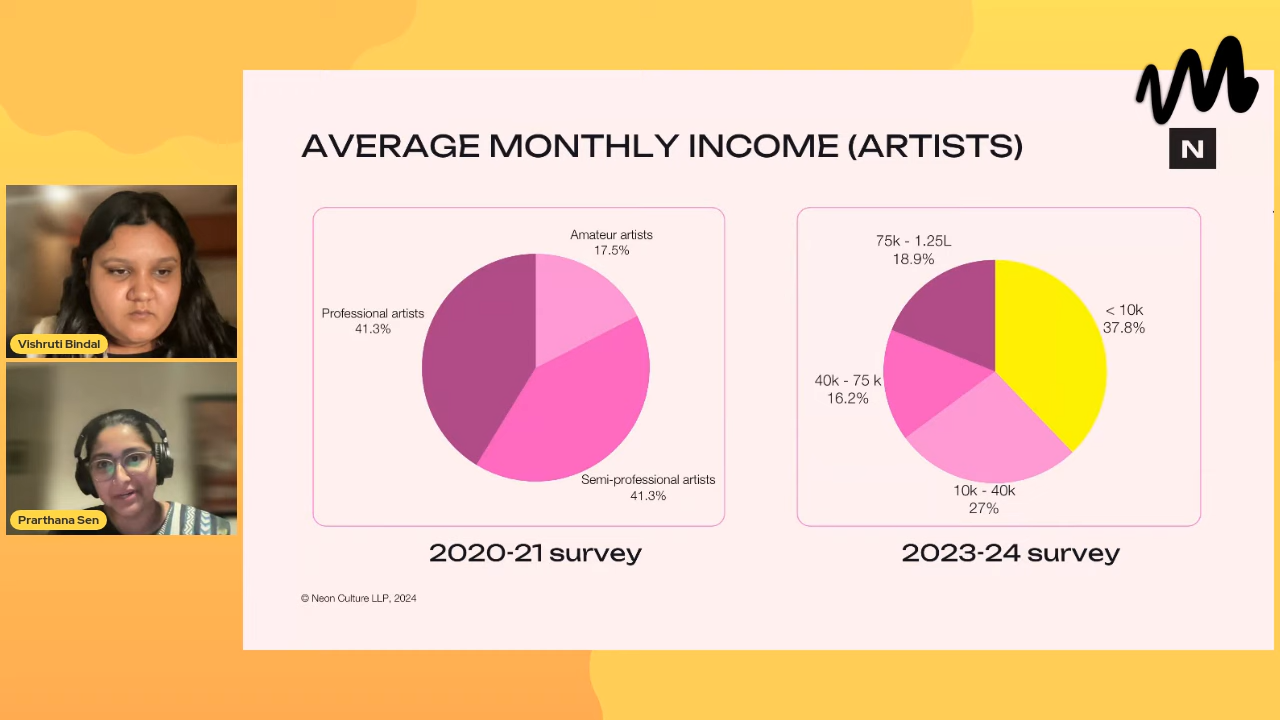 AVERAGE MONTHLY INCOME (ARTISTS)
N
Amateur artists
17.5%
Professional artists
41.3%
Semi-professional artists
41.3%
2020-21 survey
75k - 1.25L
18.9%
< 10k
37.8%
40k - 75 k
16.2%
10k - 40k
27%
2023-24 survey
© Neon Culture LLP, 2024
Vishruti Bindal
Prarthana Sen